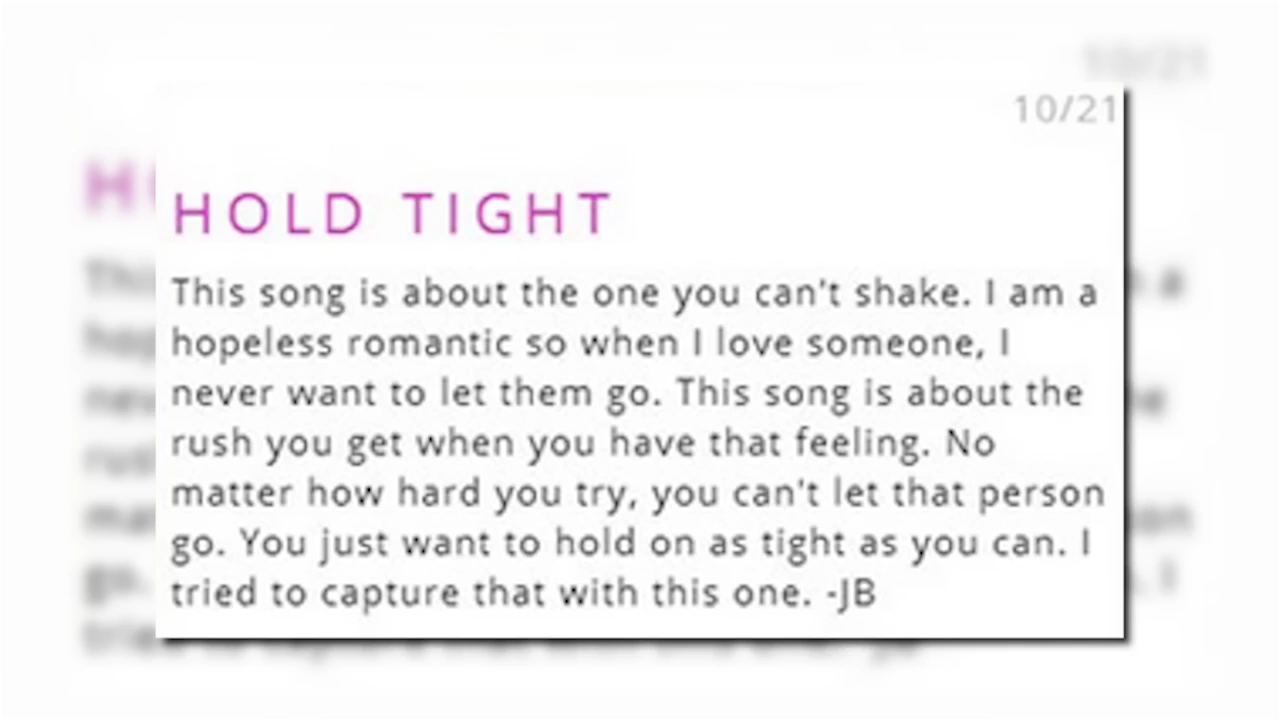 10/21
HOLD TIGHT
This song is about the one you can't shake. I am a
hopeless romantic so when I love someone, I
never want to let them go. This song is about the
rush you get when you have that feeling. No
matter how hard you try, you can't let that person
go. You just want to hold on as tight as you can. I
tried to capture that with this one. -JB